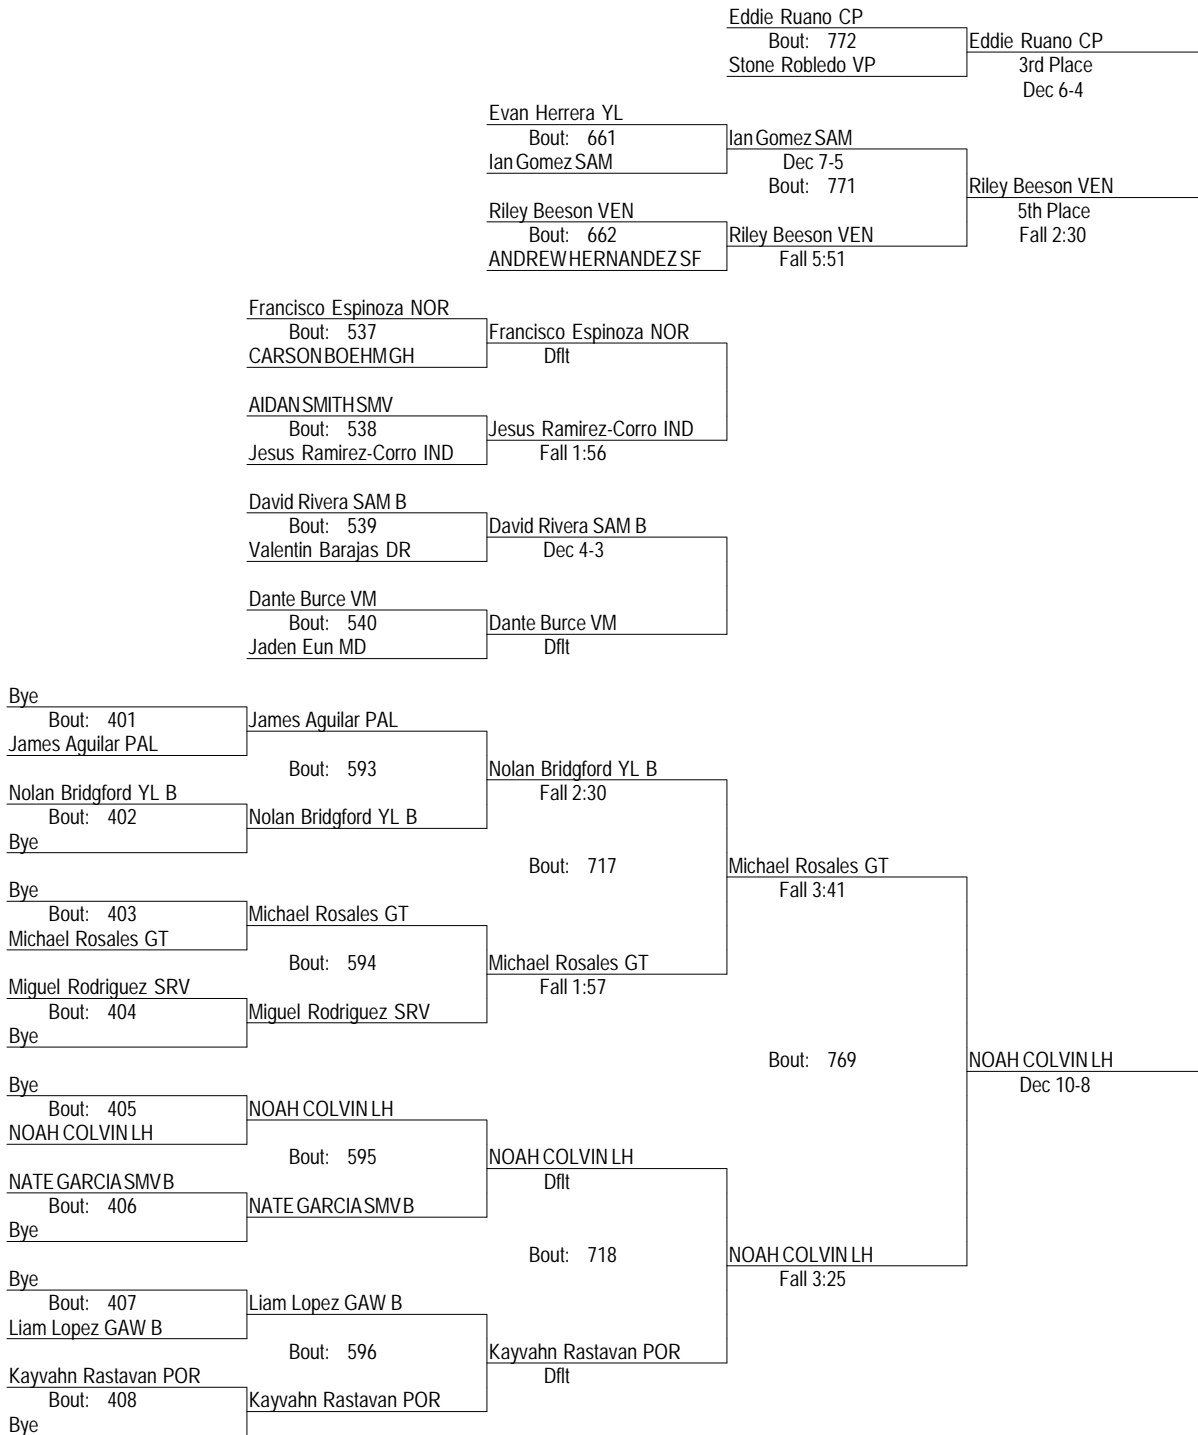 Eddie Ruano CP
Bout: 772
Eddie Ruano CP
Stone Robledo VP
3rd Place
Dec 6-4
Evan Herrera YL
Bout: 661
Ian Gomez SAM
Ian Gomez SAM
Dec 7-5
Bout: 771
Riley Beeson VEN
Riley Beeson VEN
5th Place
Bout: 662
Riley Beeson VEN
Fall 2:30
ANDREW HERNANDEZ SF
Fall 5:51
Francisco Espinoza NOR
Bout: 537
Francisco Espinoza NOR
CARSON BOEHM GH
Dflt
AIDAN SMITH SMV
Bout: 538
Jesus Ramirez-Corro IND
Jesus Ramirez-Corro IND
Fall 1:56
David Rivera SAM B
Bout: 539
David Rivera SAM B
Valentin Barajas DR
Dec 4-3
Dante Burce VM
Bout: 540
Dante Burce VM
Jaden Eun MD
Dflt
Bye
Bout: 401
James Aguilar PAL
James Aguilar PAL
Bout: 593
Nolan Bridgford YL B
Nolan Bridgford YL B
Fall 2:30
Bout: 402
Nolan Bridgford YL B
Bye
Bout: 717
Michael Rosales GT
Bye
Fall 3:41
Bout: 403
Michael Rosales GT
Michael Rosales GT
Bout: 594
Michael Rosales GT
Miguel Rodriguez SRV
Fall 1:57
Bout: 404
Miguel Rodriguez SRV
Bye
Bout: 769
NOAH COLVIN LH
Bye
Dec 10-8
Bout: 405
NOAH COLVIN LH
NOAH COLVIN LH
Bout: 595
NOAH COLVIN LH
NATE GARCIA SMV B
Dflt
Bout: 406
NATE GARCIA SMV B
Bye
Bout: 718
NOAH COLVIN LH
Bye
Fall 3:25
Bout: 407
Liam Lopez GAW B
Liam Lopez GAW B
Bout: 596
Kayvahn Rastavan POR
Kayvahn Rastavan POR
Dflt
Bout: 408
Kayvahn Rastavan POR
Bye